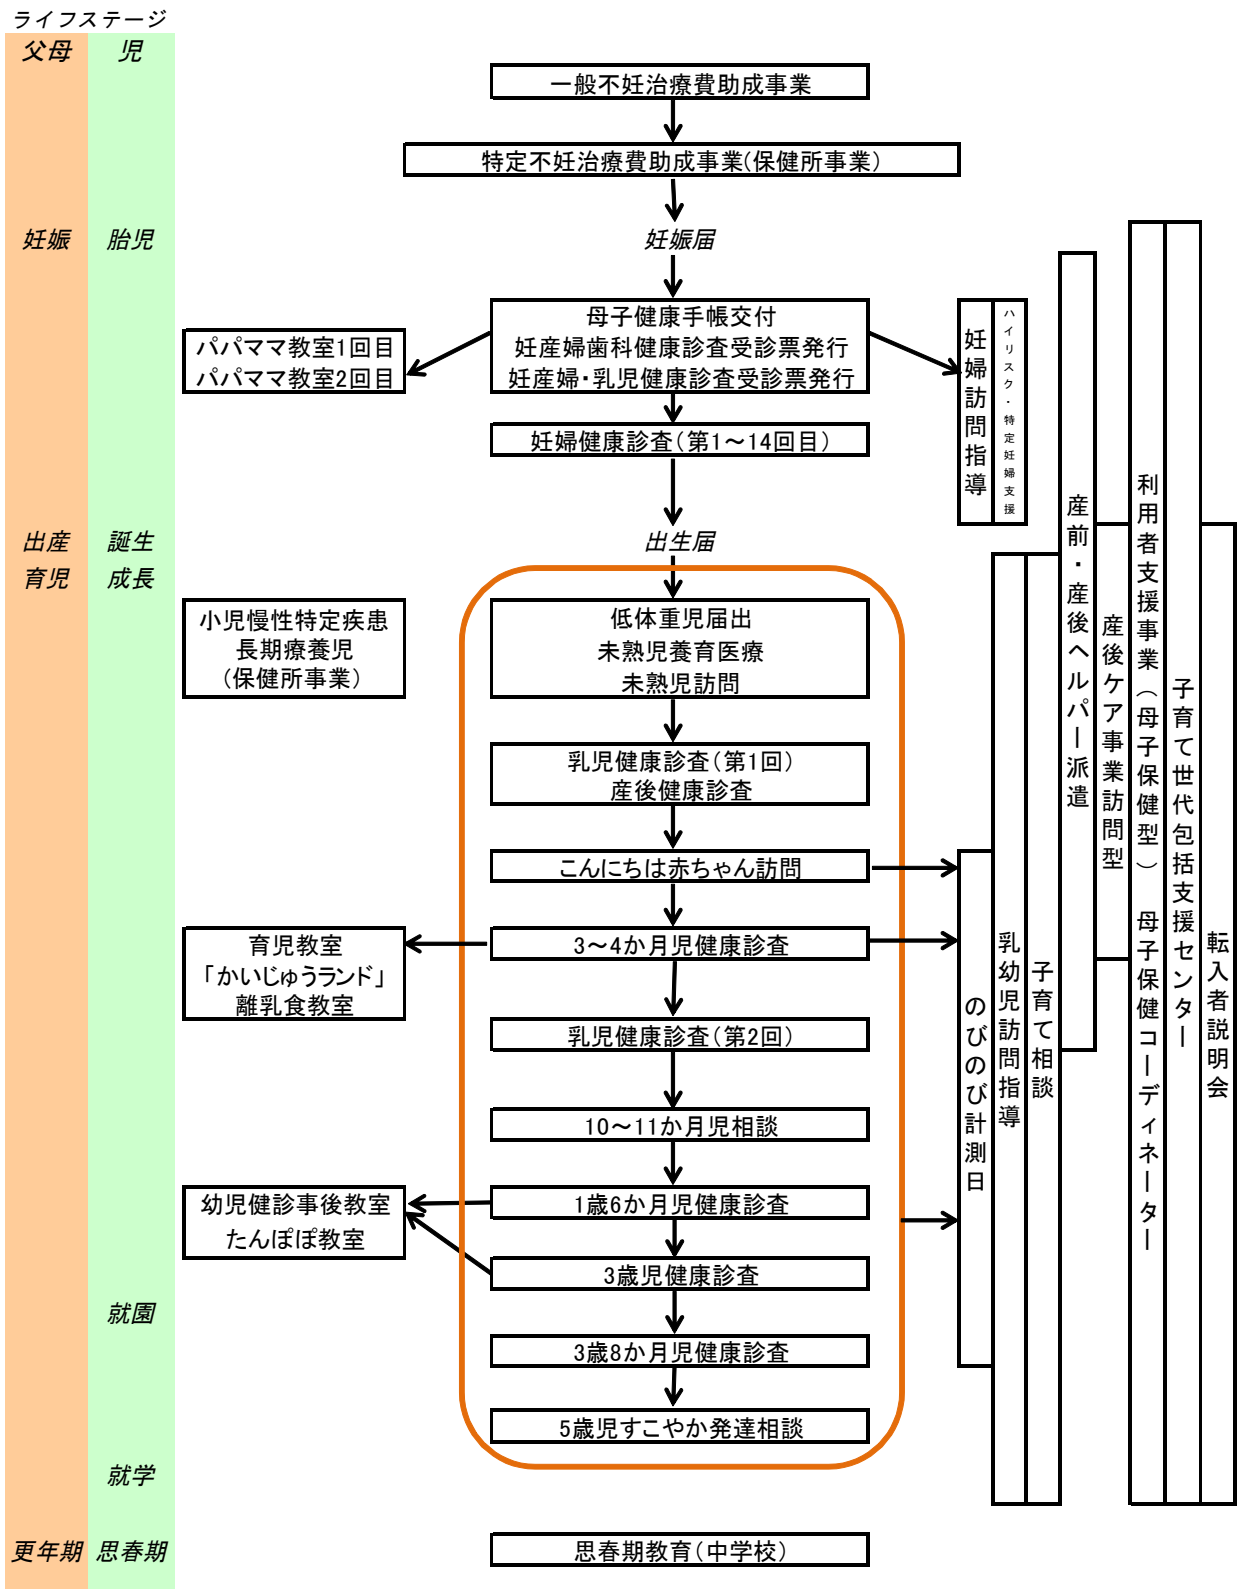 ライフステージ
父母
児
一般不妊治療費助成事業
特定不妊治療費助成事業(保健所事業)
妊娠
胎児
妊娠届
母子健康手帳交付
妊産婦歯科健康診査受診票発行
妊産婦・乳児健康診査受診票発行
パパママ教室1回目
パパママ教室2回目
妊婦訪問指導
ハイリスク・特定妊婦支援
妊婦健康診査(第1～14回目)
出産
誕生
出生届
育児
成長
小児慢性特定疾患
長期療養児
(保健所事業)
低体重児届出
未熟児養育医療
未熟児訪問
乳児健康診査(第1回)
産後健康診査
こんにちは赤ちゃん訪問
育児教室
「かいじゅうランド」
離乳食教室
3～4か月児健康診査
乳児健康診査(第2回)
10～11か月児相談
幼児健診事後教室
たんぽぽ教室
1歳6か月児健康診査
3歳児健康診査
就園
3歳8か月児健康診査
5歳児すこやか発達相談
就学
更年期
思春期
思春期教育(中学校)
のびのび計測日
乳幼児訪問指導
子育て相談
産前・産後ヘルパー派遣
産後ケア事業訪問型
利用者支援事業(母子保健型) 母子保健コーディネーター
子育て世代包括支援センター
転入者説明会